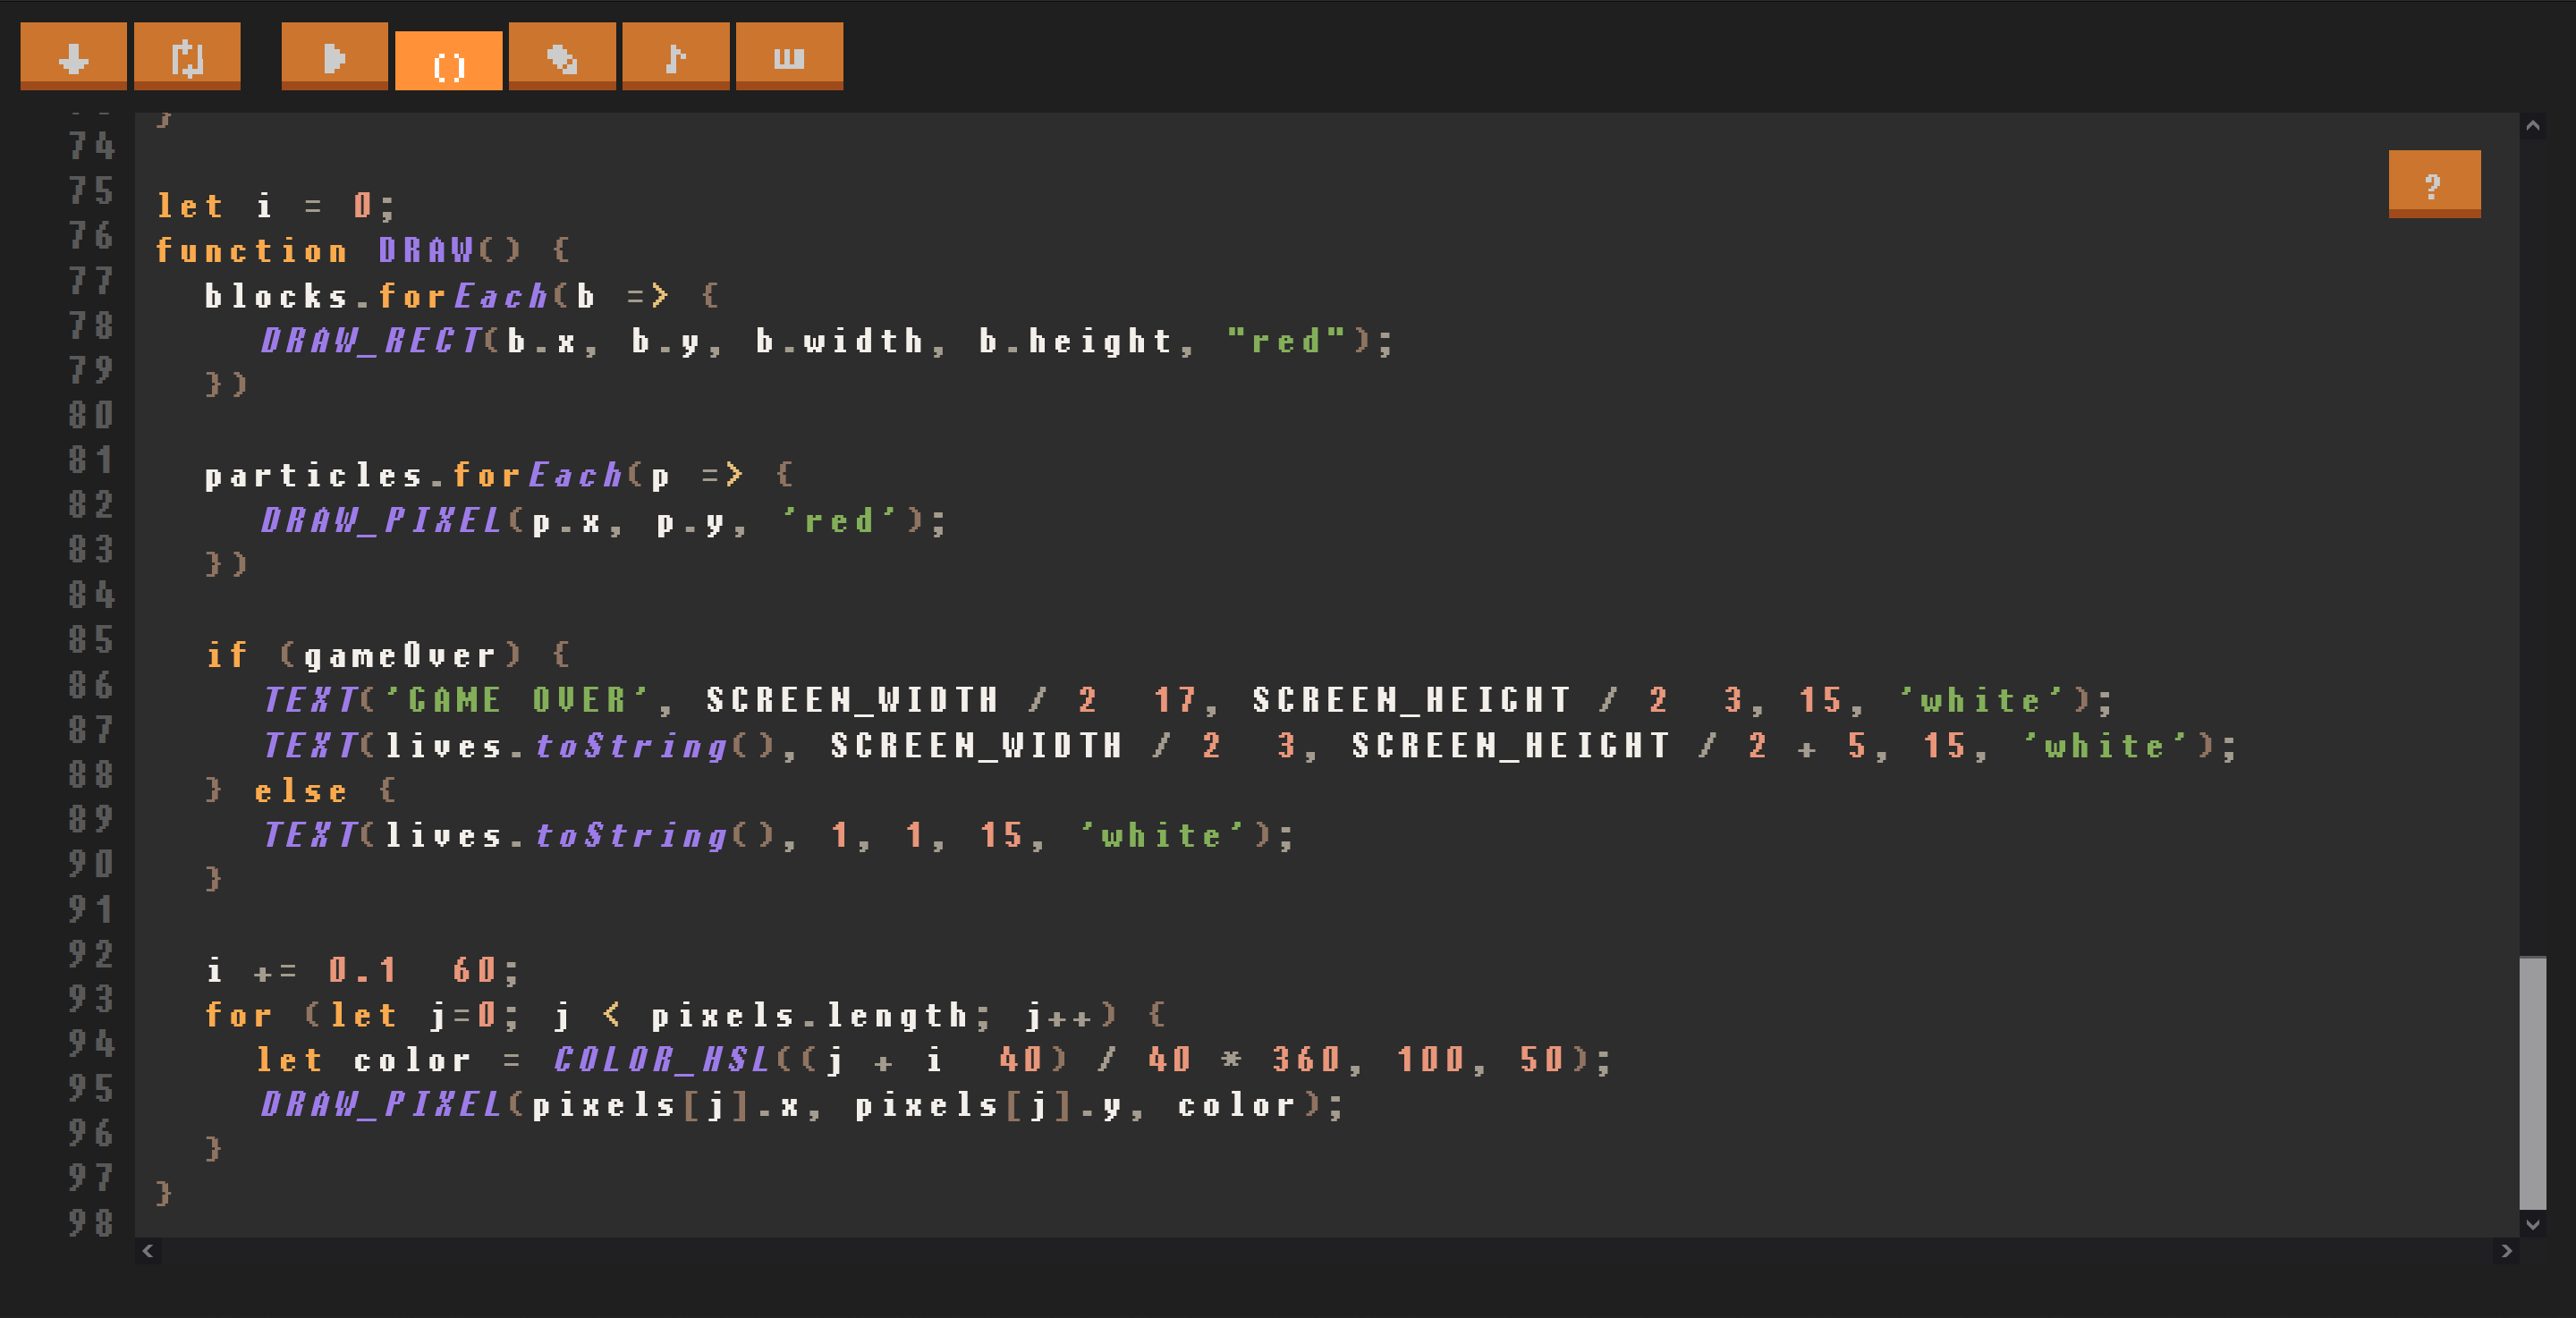 ()
}
74
75 let i = 0;
76 function DRAW() {
77 blocks.forEach(b => {
78 DRAW_RECT(b.x, b.y, b.width, b.height, "red");
79 })
80
81 particles.forEach(p => {
82 DRAW_PIXEL(p.x, p.y, 'red');
83 })
84
85 if (gameOver) {
86 TEXT('GAME OVER', SCREEN_WIDTH / 2  17, SCREEN_HEIGHT / 2  3, 15, 'white');
87 TEXT(lives.toString(), SCREEN_WIDTH / 2  3, SCREEN_HEIGHT / 2 + 5, 15, 'white');
88 } else {
89 TEXT(lives.toString(), 1, 1, 15, 'white');
90 }
91
92 i += 0.1  60;
93 for (let j=0; j < pixels.length; j++) {
94 let color = COLOR_HSL((j + i  40) / 40 * 360, 100, 50);
95 DRAW_PIXEL(pixels[j].x, pixels[j].y, color);
96 }
97 }
98
?